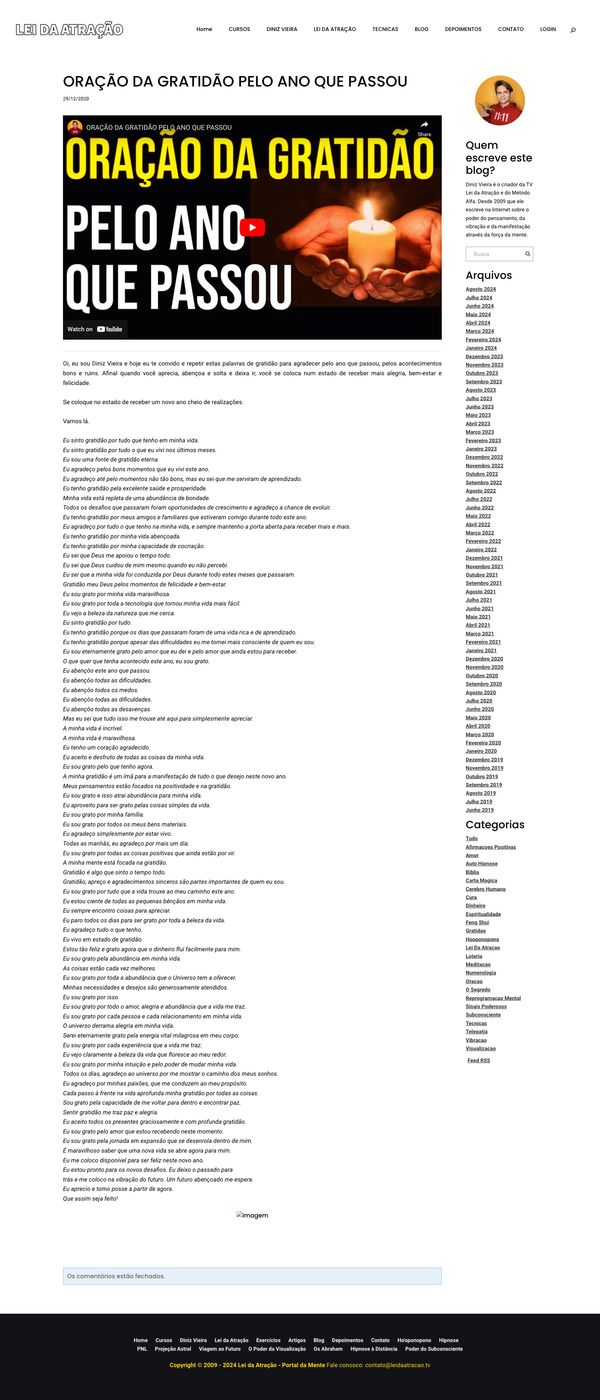 LEI DA ATRAÇÃO
Home CURSOS DINIZ VIEIRA LEI DA ATRAÇÃO TECNICAS BLOG DEPOIMENTOS CONTATO LOGIN
ORAÇÃO DA GRATIDÃO PELO ANO QUE PASSOU
29/12/2020
ORAÇÃO DA GRATIDÃO PELO ANO QUE PASSOU
Share
ORAÇÃO DA GRATIDÃO
PELO ANO
QUE PASSOU
Watch on YouTube
Oi, eu sou Diniz Vieira e hoje eu te convido e repetir estas palavras de gratidão para agradecer pelo ano que passou, pelos acontecimentos
bons e ruins. Afinal quando você aprecia, abençoa e solta e deixa ir, você se coloca num estado de receber mais alegria, bem-estar e
felicidade.
Se coloque no estado de receber um novo ano cheio de realizações.
Vamos lá.
Eu sinto gratidão por tudo que tenho em minha vida.
Eu sinto gratidão por tudo o que eu vivi nos últimos meses.
Eu sou uma fonte de gratidão eterna.
Eu agradeço pelos bons momentos que eu vivi este ano.
Eu agradeço até pelo momentos não tão bons, mas eu sei que me serviram de aprendizado.
Eu tenho gratidão pela excelente saúde e prosperidade.
Minha vida está repleta de uma abundância de bondade.
Todos os desafios que passaram foram oportunidades de crescimento e agradeço a chance de evoluir.
Eu tenho gratidão por meus amigos e familiares que estiveram comigo durante todo este ano.
Eu agradeço por tudo o que tenho na minha vida, e sempre mantenho a porta aberta para receber mais e mais.
Eu tenho gratidão por minha vida abençoada.
Eu tenho gratidão por minha capacidade de cocriação.
Eu sei que Deus me apoiou o tempo todo.
Eu sei que Deus cuidou de mim mesmo quando eu não percebi.
Eu sei que a minha vida foi conduzida por Deus durante todo estes meses que passaram.
Gratidão meu Deus pelos momentos de felicidade e bem-estar.
Eu sou grato por minha vida maravilhosa.
Eu sou grato por toda a tecnologia que tornou minha vida mais fácil.
Eu vejo a beleza da natureza que me cerca.
Eu sinto gratidão por tudo.
Eu tenho gratidão porque os dias que passaram foram de uma vida rica e de aprendizado.
Eu tenho gratidão porque apesar das dificuldades eu me tornei mais consciente de quem eu sou.
Eu sou eternamente grato pelo amor que eu dei e pelo amor que ainda estou para receber.
O que quer que tenha acontecido este ano, eu sou grato.
Eu abençõo este ano que passou.
Eu abençõo todas as dificuldades.
Eu abençõo todos os medos.
Eu abençõo todas as dificuldades.
Eu abençõo todas as desavenças.
Mas eu sei que tudo isso me trouxe até aqui para simplesmente apreciar.
A minha vida é incrível.
A minha vida é maravilhosa.
Eu tenho um coração agradecido.
Eu aceito e desfruto de todas as coisas da minha vida.
Eu sou grato pelo que tenho agora.
A minha gratidão é um ímã para a manifestação de tudo o que desejo neste novo ano.
Meus pensamentos estão focados na positividade e na gratidão.
Eu sou grato e isso atrai abundância para minha vida.
Eu aproveito para ser grato pelas coisas simples da vida.
Eu sou grato por minha família.
Eu sou grato por todos os meus bens materiais.
Eu agradeço simplesmente por estar vivo.
Todas as manhãs, eu agradeço por mais um dia.
Eu sou grato por todas as coisas positivas que ainda estão por vir.
A minha mente está focada na gratidão.
Gratidão é algo que sinto o tempo todo.
Gratidão, apreço e agradecimentos sinceros são partes importantes de quem eu sou.
Eu sou grato por tudo que a vida trouxe ao meu caminho este ano.
Eu estou ciente de todas as pequenas bênçãos em minha vida.
Eu sempre encontro coisas para apreciar.
Eu paro todos os dias para ser grato por toda a beleza da vida.
Eu agradeço tudo o que tenho.
Eu vivo em estado de gratidão.
Estou tão feliz e grato agora que o dinheiro flui facilmente para mim.
Eu sou grato pela abundância em minha vida.
As coisas estão cada vez melhores.
Eu sou grato por toda a abundância que o Universo tem a oferecer.
Minhas necessidades e desejos são generosamente atendidos.
Eu sou grato por isso.
Eu sou grato por todo o amor, alegria e abundância que a vida me traz.
Eu sou grato por cada pessoa e cada relacionamento em minha vida.
O universo derrama alegria em minha vida.
Serei eternamente grato pela energia vital milagrosa em meu corpo.
Eu sou grato por cada experiência que a vida me traz.
Eu vejo claramente a beleza da vida que floresce ao meu redor.
Eu sou grato por minha intuição e pelo poder de mudar minha vida.
Todos os dias, agradeço ao universo por me mostrar o caminho dos meus sonhos.
Eu agradeço por minhas paixões, que me conduzem ao meu propósito.
Cada passo à frente na vida aprofunda minha gratidão por todas as coisas.
Sou grato pela capacidade de me voltar para dentro e encontrar paz.
Sentir gratidão me traz paz e alegria.
Eu aceito todos os presentes graciosamente e com profunda gratidão.
Eu sou grato pelo amor que estou recebendo neste momento.
Eu sou grato pela jornada em expansão que se desenrola dentro de mim.
É maravilhoso saber que uma nova vida se abre agora para mim.
Eu me coloco disponível para ser feliz neste novo ano.
Eu estou pronto para os novos desafios. Eu deixo o passado para
trás e me coloco na vibração do futuro. Um futuro abençoado me espera.
Eu aprecio e tomo posse a partir de agora.
Que assim seja feito!
Imagem
Os comentários estão fechados.
11:11
Quem
escreve este
blog?
Diniz Vieira é o criador da TV
Lei da Atração e do Método
Alfa. Desde 2009 que ele
escreve na Internet sobre o
poder do pensamento, da
vibração e da manifestação
através da força da mente.
Busca
Arquivos
Agosto 2024
Julho 2024
Junho 2024
Maio 2024
Abril 2024
Março 2024
Fevereiro 2024
Janeiro 2024
Dezembro 2023
Novembro 2023
Outubro 2023
Setembro 2023
Agosto 2023
Julho 2023
Junho 2023
Maio 2023
Abril 2023
Março 2023
Fevereiro 2023
Janeiro 2023
Dezembro 2022
Novembro 2022
Outubro 2022
Setembro 2022
Agosto 2022
Julho 2022
Junho 2022
Maio 2022
Abril 2022
Março 2022
Fevereiro 2022
Janeiro 2022
Dezembro 2021
Novembro 2021
Outubro 2021
Setembro 2021
Agosto 2021
Julho 2021
Junho 2021
Maio 2021
Abril 2021
Março 2021
Fevereiro 2021
Janeiro 2021
Dezembro 2020
Novembro 2020
Outubro 2020
Setembro 2020
Agosto 2020
Julho 2020
Junho 2020
Maio 2020
Abril 2020
Março 2020
Fevereiro 2020
Janeiro 2020
Dezembro 2019
Novembro 2019
Outubro 2019
Setembro 2019
Agosto 2019
Julho 2019
Junho 2019
Categorias
Tudo
Afirmacoes Positivas
Amor
Auto Hipnose
Biblia
Carta Magica
Cerebro Humano
Cura
Dinheiro
Espiritualidade
Feng Shui
Gratidao
Hooponopono
Lei Da Atracao
Loteria
Meditacao
Numerologia
Oracao
O Segredo
Reprogramacao Mental
Sinais Poderosos
Subconsciente
Tecnicas
Telepatia
Vibracao
Visualizacao
Feed RSS
Home Cursos Diniz Vieira Lei da Atração Exercícios Artigos Blog Depoimentos Contato Ho'oponopono Hipnose
PNL Projeção Astral Viagem ao Futuro O Poder da Visualização Os Abraham Hipnose à Distância Poder do Subconsciente
Copyright © 2009 - 2024 Lei da Atração - Portal da Mente Fale conosco: contato@leidaatracao.tv